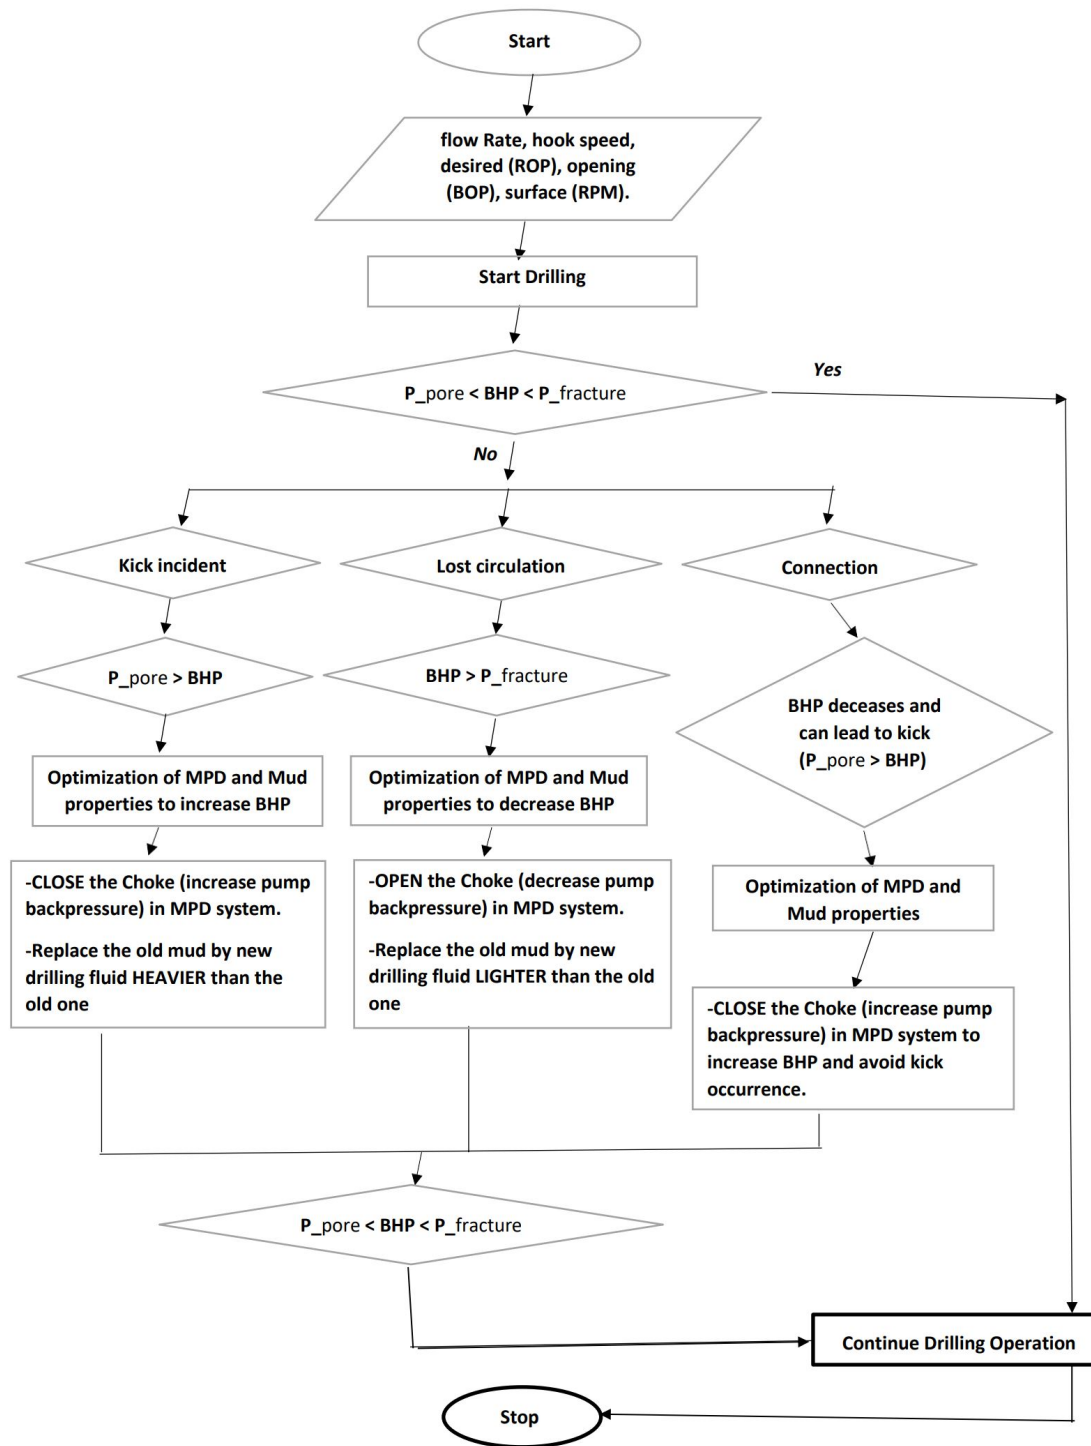 Start
flow Rate, hook speed,
desired (ROP), opening
(BOP), surface (RPM).
Start Drilling
P_pore < BHP < P_fracture
Yes
No
Kick incident
Lost circulation
Connection
P_pore > BHP
BHP > P_fracture
BHP deceases and
can lead to kick
(P_pore > BHP)
Optimization of MPD and Mud
properties to increase BHP
Optimization of MPD and Mud
properties to decrease BHP
Optimization of MPD and
Mud properties
-CLOSE the Choke (increase pump
backpressure) in MPD system.
-Replace the old mud by new
drilling fluid HEAVIER than the
old one
-OPEN the Choke (decrease pump
backpressure) in MPD system.
-Replace the old mud by new
drilling fluid LIGHTER than the old
one
-CLOSE the Choke (increase pump
backpressure) in MPD system to
increase BHP and avoid kick
occurrence.
P_pore < BHP < P_fracture
Continue Drilling Operation
Stop